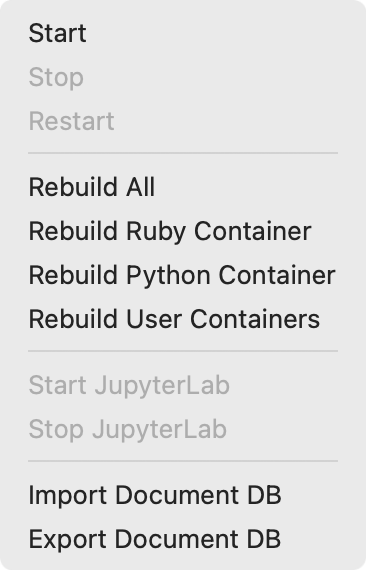 Start
Stop
Restart
Rebuild All
Rebuild Ruby Container
Rebuild Python Container
Rebuild User Containers
Start JupyterLab
Stop JupyterLab
Import Document DB
Export Document DB